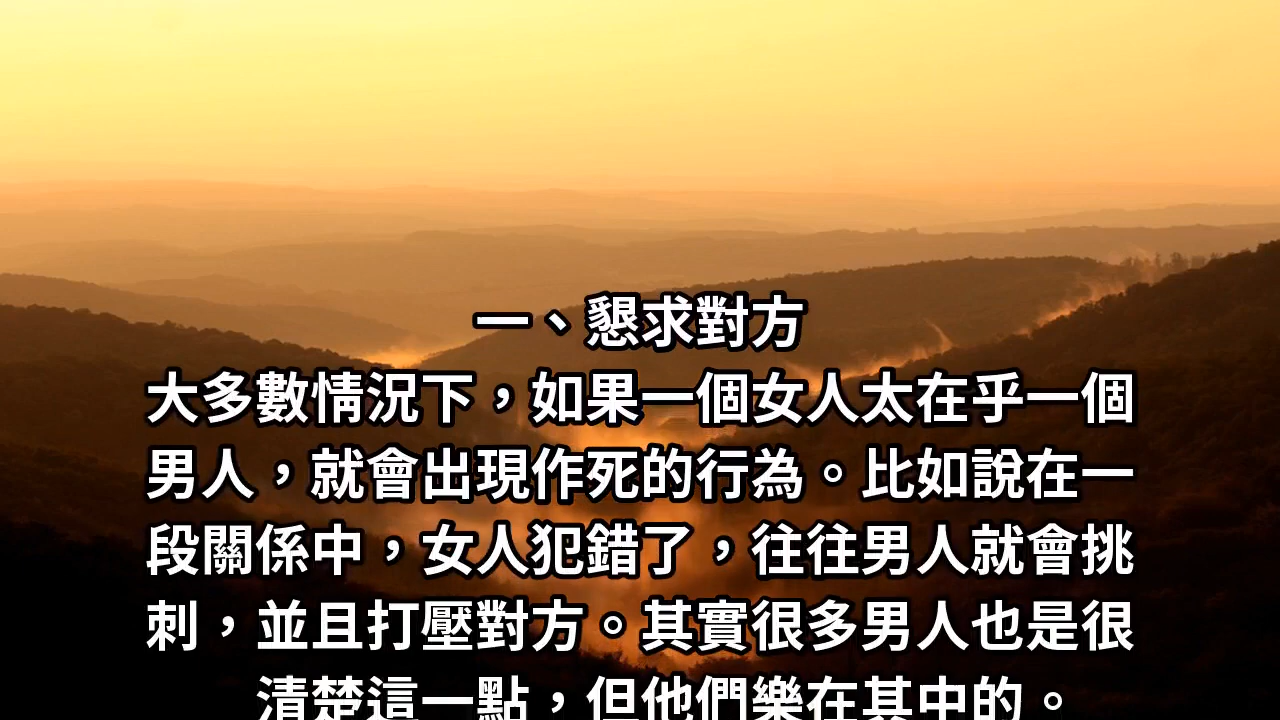 一、懇求對方
大多數情況下，如果一個女人太在乎一個
男人，就會出現作死的行為。比如說在一
段關係中，女人犯錯了，往往男人就會挑
刺，並且打壓對方。其實很多男人也是很
清楚這一點，但他們樂在其中的。